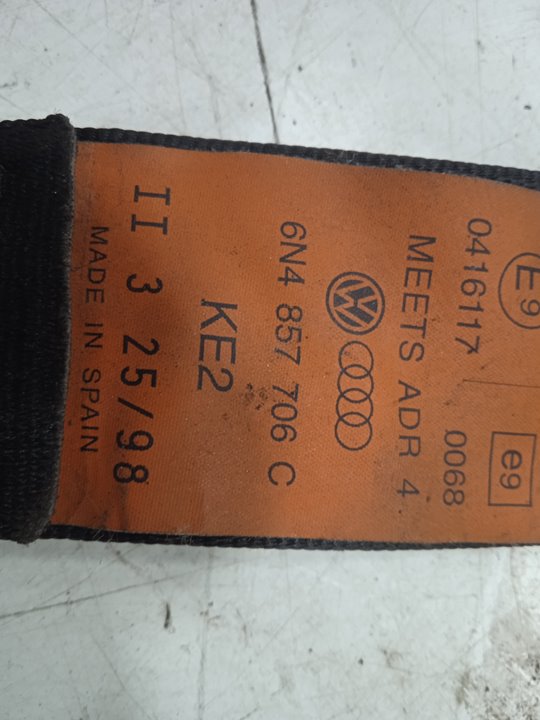 E9 e9
0416117 0068
MEETS ADR 4
6N4 857 706 C
KE2
II 3 25/98
MADE IN SPAIN